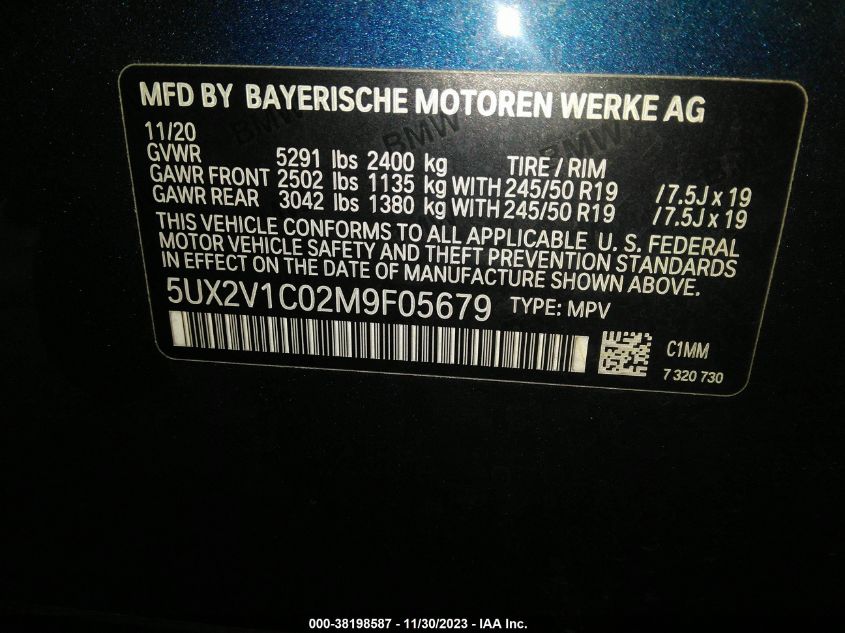 MFD BY BAYERISCHE MOTOREN WERKE AG
11/20
GVWR 5291 lbs 2400 kg TIRE / RIM
GAWR FRONT 2502 lbs 1135 kg WITH 245/50 R19 /7.5J x 19
GAWR REAR 3042 lbs 1380 kg WITH 245/50 R19 /7.5J x 19
THIS VEHICLE CONFORMS TO ALL APPLICABLE U. S. FEDERAL
MOTOR VEHICLE SAFETY AND THEFT PREVENTION STANDARDS
IN EFFECT ON THE DATE OF MANUFACTURE SHOWN ABOVE.
5UX2V1C02M9F05679 TYPE: MPV
C1MM
7 320 730
BMW BMW BMW
000-38198587 - 11/30/2023 - IAA Inc.